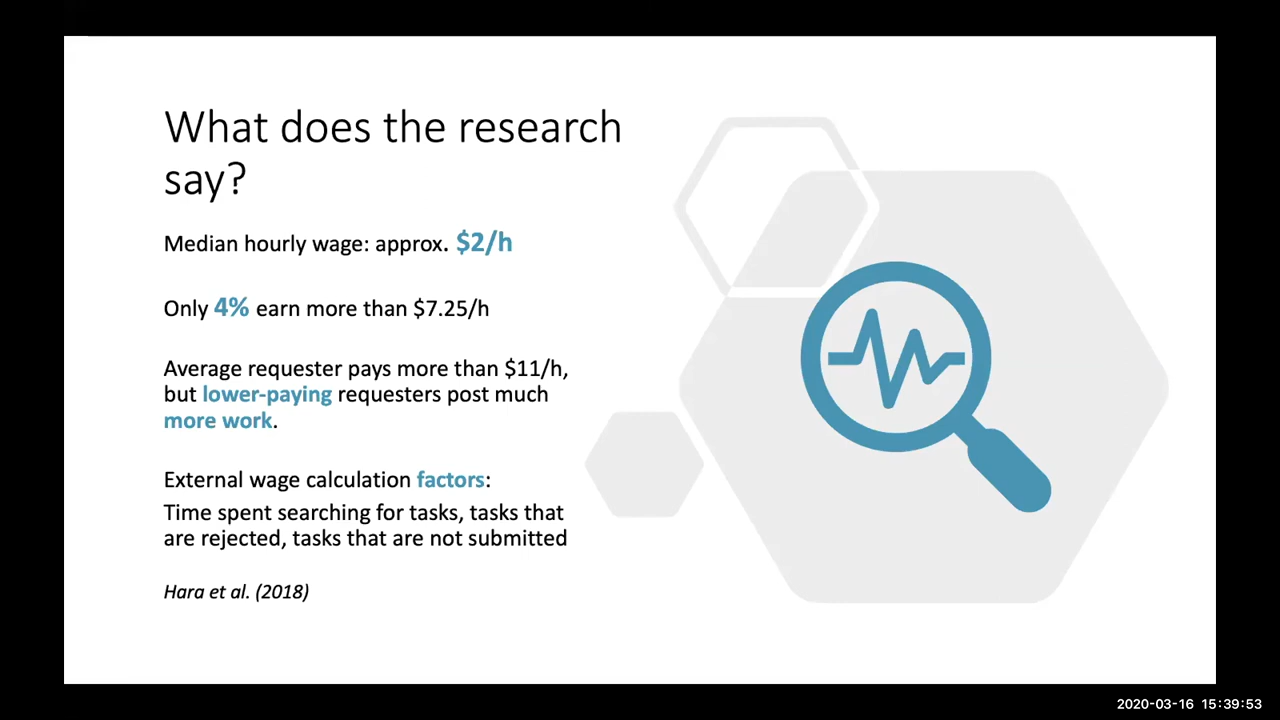 What does the research
say?
Median hourly wage: approx. $2/h
Only 4% earn more than $7.25/h
Average requester pays more than $11/h,
but lower-paying requesters post much
more work.
External wage calculation factors:
Time spent searching for tasks, tasks that
are rejected, tasks that are not submitted
Hara et al. (2018)
2020-03-16 15:39:53